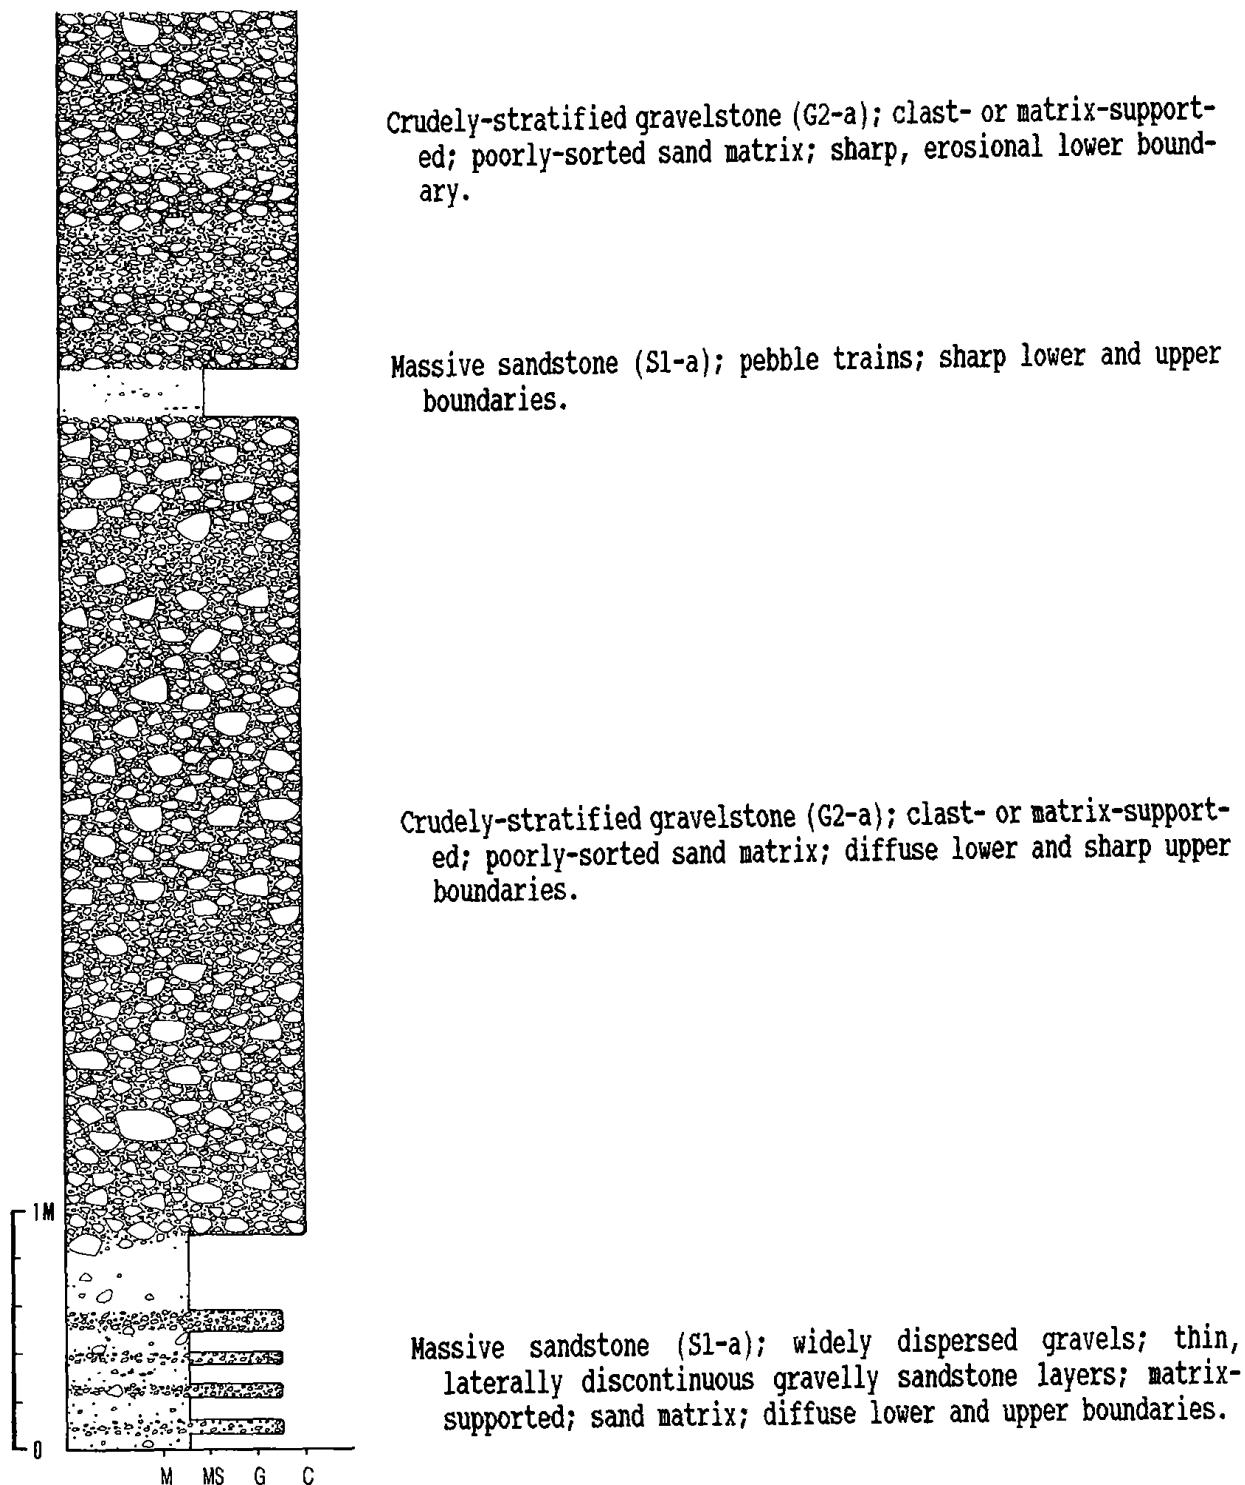 Crudely-stratified gravelstone (G2-a); clast- or matrix-support-
ed; poorly-sorted sand matrix; sharp, erosional lower bound-
ary.
Massive sandstone (S1-a); pebble trains; sharp lower and upper
boundaries.
Crudely-stratified gravelstone (G2-a); clast- or matrix-support-
ed; poorly-sorted sand matrix; diffuse lower and sharp upper
boundaries.
1M
Massive sandstone (S1-a); widely dispersed gravels; thin,
laterally discontinuous gravelly sandstone layers; matrix-
supported; sand matrix; diffuse lower and upper boundaries.
0
M MS G C